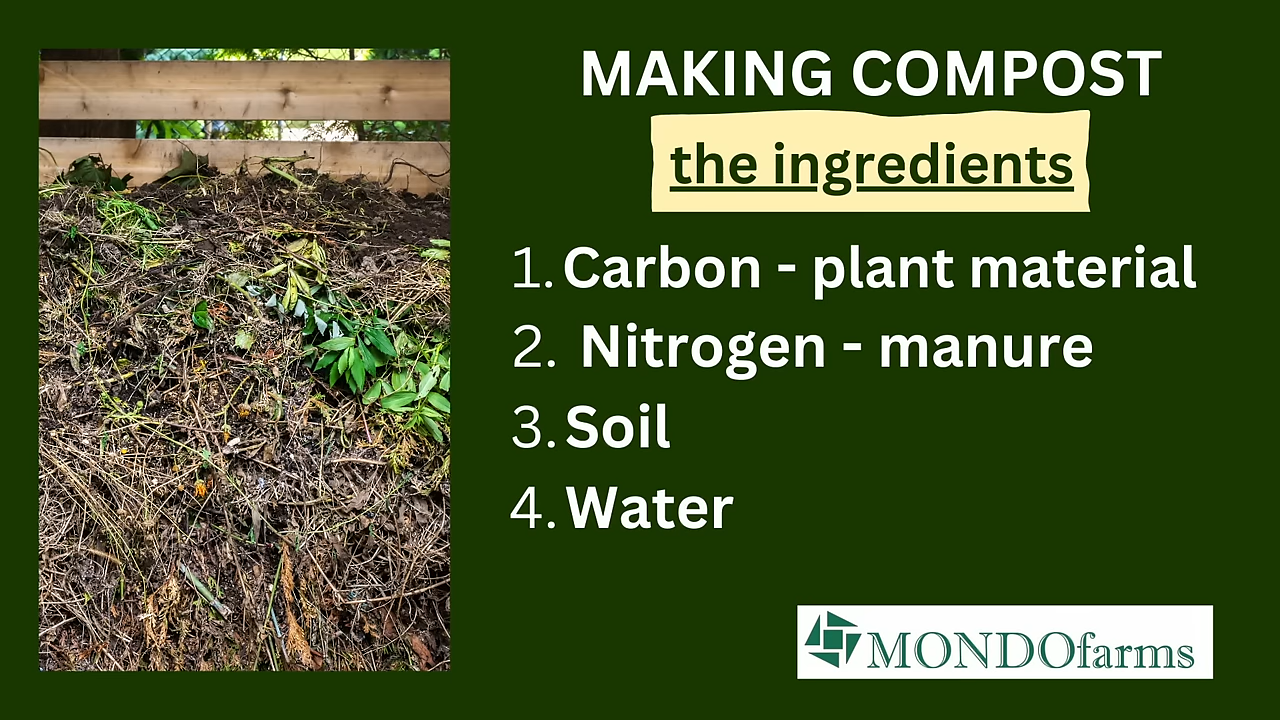 MAKING COMPOST
the ingredients
1. Carbon - plant material
2. Nitrogen - manure
3. Soil
4. Water
MONDOfarms